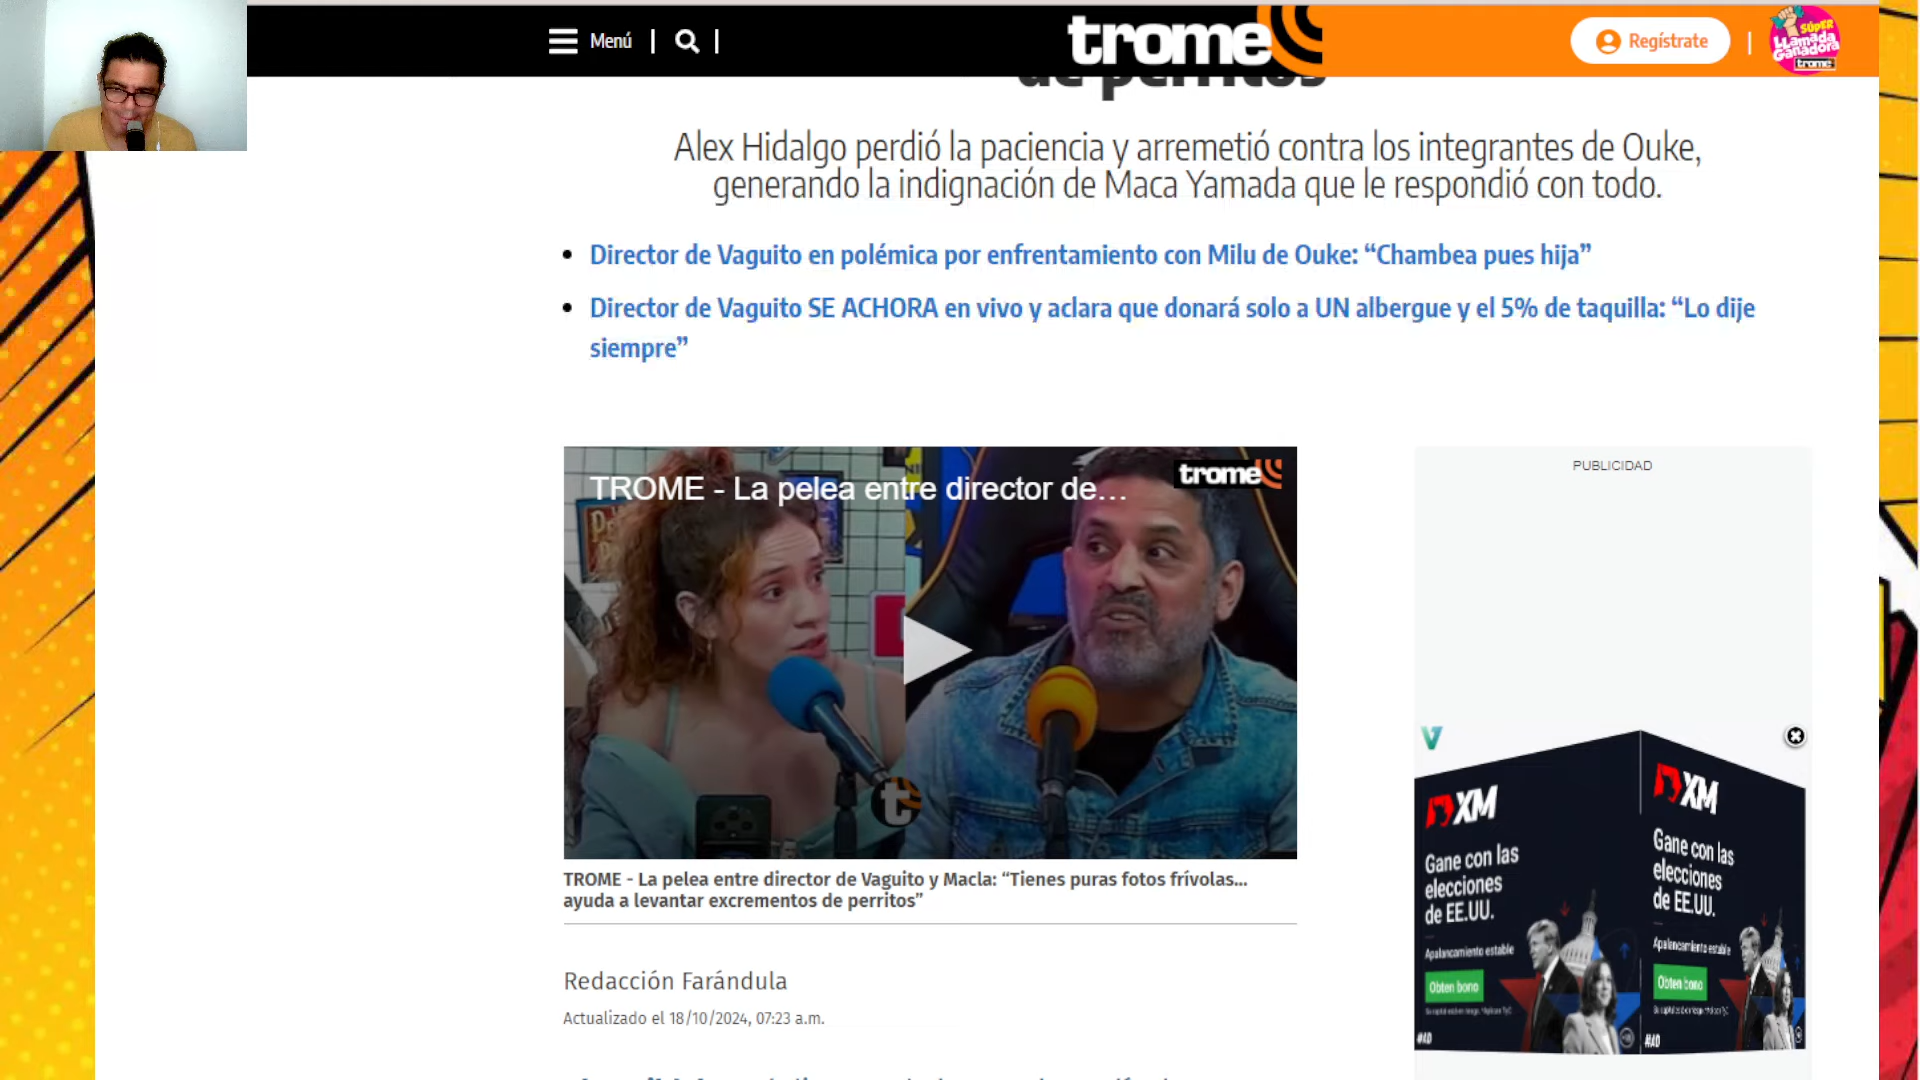 Menú
trome
Regístrate
SÚPER
LLamada
Ganadora
trome
de perritos
Alex Hidalgo perdió la paciencia y arremetió contra los integrantes de Ouke,
generando la indignación de Maca Yamada que le respondió con todo.
Director de Vaguito en polémica por enfrentamiento con Milu de Ouke: “Chambea pues hija”
Director de Vaguito SE ACHORA en vivo y aclara que donará solo a UN albergue y el 5% de taquilla: “Lo dije
siempre”
TROME - La pelea entre director de…
trome
t
TROME - La pelea entre director de Vaguito y Macla: “Tienes puras fotos frívolas...
ayuda a levantar excrementos de perritos”
Redacción Farándula
Actualizado el 18/10/2024, 07:23 a.m.
PUBLICIDAD
XM
Gane con las
elecciones
de EE.UU.
Apalancamiento estable
Obten bono
#AD
XM
Gane con las
elecciones
de EE.UU.
Apalancamiento estable
Obten bono
#AD